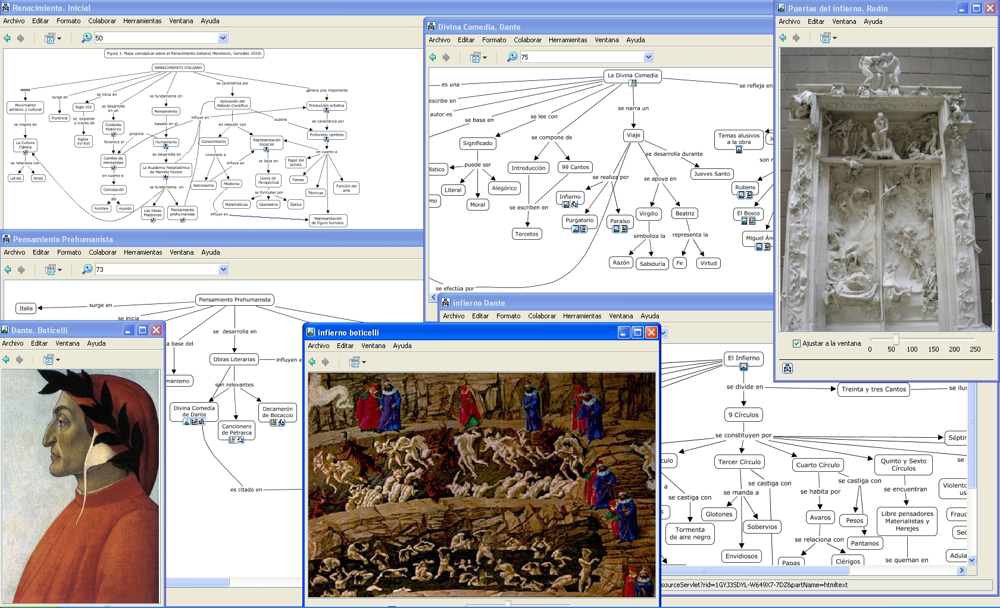 Renacimiento. Inicial
Archivo Editar Formato Colaborar Herramientas Ventana Ayuda
50
Figura 1. Mapa conceptual sobre el Renacimiento italiano( Mendioroz, González 2010)
RENACIMIENTO ITALIANO
se caracteriza por
genera una importante
surge en
se inicia en
se fundamenta en
Movimiento
artístico y cultural
Siglo XIV
se desarrolla
en un
Aplicación del
Método Científico
Producción artística
Florencia
Pensamiento
se expande
a través de
influye en
supone
se caracteriza por
se inspira en
Contexto
Histórico
basado en el
en relación con
propicia
Profundos cambios
La Cultura
Clásica
Siglos
XV-XVI
favorece el
Humanismo
Conocimiento
Representación
Espacial
en cuanto a
se relaciona con
Cambio de
mentalidad
se desarrolla en
vinculado a
influye en
se basa en
Papel del
artista
Letras
Artes
en cuanto a
La Academia Neoplatónica
de Marsilio Ficcino
Leyes de
Perspectiva
Temas
Astronomía
Medicina
Función del
arte
Concepción
se fundamenta en
se formulan por
Técnicas
del
hombre
mundo
Las Ideas
Platónicas
Pensamiento
prehumanista
Matemáticas
Geometría
Óptica
influye en
Representación
de figura humana
Pensamiento Prehumanista
Archivo Editar Formato Colaborar Herramientas Ventana Ayuda
73
Pensamiento Prehumanista
Italia
surge en
se inicia
se desarrolla en
a base del
Obras Literarias
influyen e
manismo
son relevantes
Divina Comedia
de Dante
Decamerón
de Bocaccio
Cancionero
de Petrarca
es citado en
Dante. Boticelli
Archivo Editar Ventana Ayuda
infierno boticelli
Archivo Editar Ventana Ayuda
Divina Comedia. Dante
Archivo Editar Formato Colaborar Herramientas Ventana Ayuda
75
La Divina Comedia
es una
se refleja en
escribe en
se narra un
autor es
se basa en
se lee con
Viaje
Temas alusivos
a la obra
Significado
se compone de
se desarrolla durante
puede ser
Introducción
99 Cantos
son r
ístico
Jueves Santo
se realiza por
se apoya en
Literal
Alegórico
Rubens
mo
Moral
Infierno
se escriben en
Virgilio
Beatriz
El Bosco
Purgatorio
Paraíso
Tercetos
simboliza la
representa la
Miguel Án
Razón
Sabiduría
Fe
Virtud
se efectúa por
infierno Dante
Archivo Editar Formato Colaborar Herramientas Ventana Ayuda
El Infierno
se divide en
Treinta y tres Cantos
se ilus
9 Círculos
se constituyen por
Séptin
culo
Tercer Círculo
Cuarto Círculo
Quinto y Sexto
Círculos
se
a
se castiga con
se castiga con
se manda a
se castiga con
se habita por
se encuentran
Violento
us
s
Glotones
Sobervios
Avaros
Pesos
Libre pensadores
Materialistas y
Herejes
Frauc
Tormenta
de aire negro
se relaciona con
Sec
Envidiosos
Pantanos
Papas
Clérigos
se queman en
Adula
sourceServlet?rid=1GYJ3SDYL-W649X7-7DZ&partName=htmltext
Puertas del infierno. Rodin
Archivo Editar Ventana Ayuda
Ajustar a la ventana
0 50 100 150 200 250